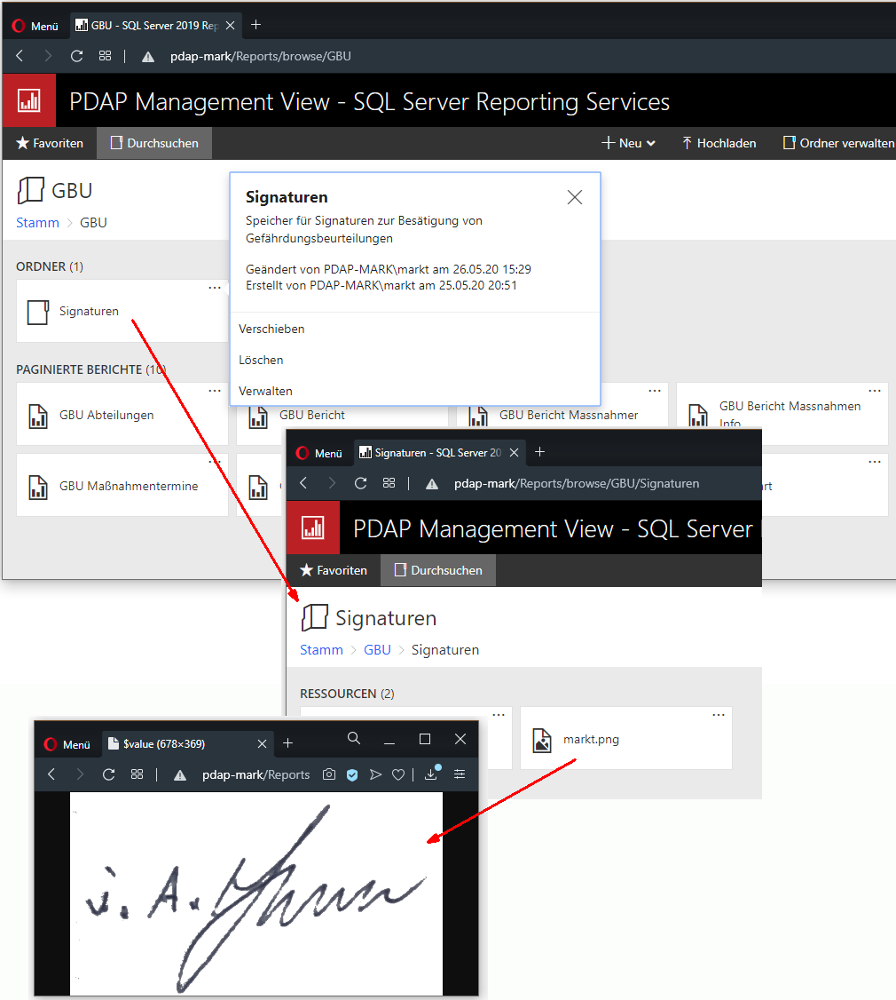 Menü
GBU - SQL Server 2019 Rep
pdap-mark/Reports/browse/GBU
PDAP Management View - SQL Server Reporting Services
Favoriten
Durchsuchen
Neu
Hochladen
Ordner verwalten
GBU
Stamm > GBU
Signaturen
Speicher für Signaturen zur Besätigung von
Gefährdungsbeurteilungen
Geändert von PDAP-MARK\markt am 26.05.20 15:29
Erstellt von PDAP-MARK\markt am 25.05.20 20:51
Verschieben
Löschen
Verwalten
ORDNER (1)
Signaturen
PAGINIERTE BERICHTE (10)
GBU Abteilungen
GBU Bericht
GBU Bericht Massnahmer
GBU Bericht Massnahmen
Info
GBU Maßnahmentermine
art
Menü
Signaturen - SQL Server 20
pdap-mark/Reports/browse/GBU/Signaturen
PDAP Management View - SQL Server
Favoriten
Durchsuchen
Signaturen
Stamm > GBU > Signaturen
RESSOURCEN (2)
markt.png
Menü
$value (678×369)
pdap-mark/Reports
i. A.